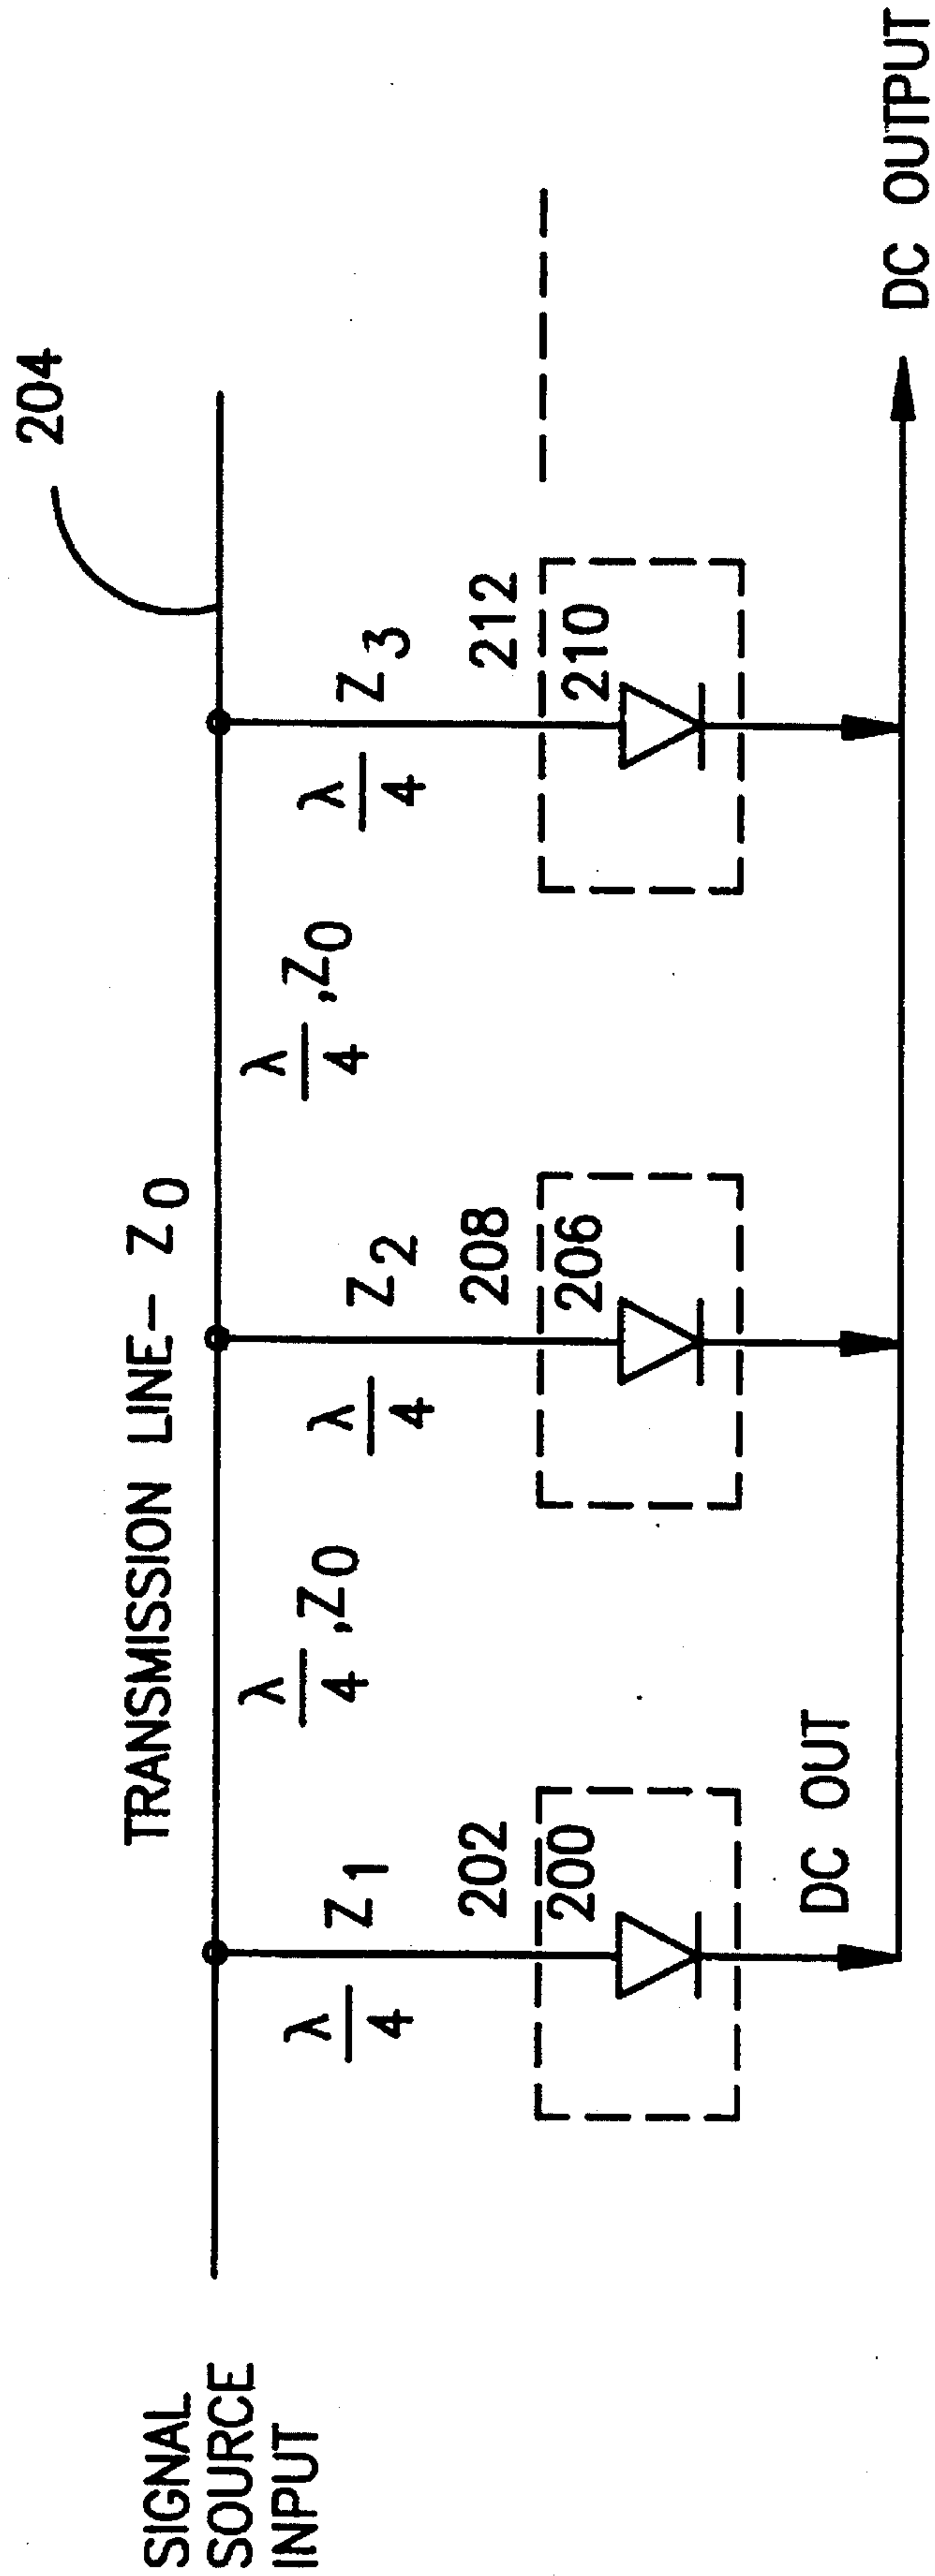 204
TRANSMISSION LINE– Z0
SIGNAL
SOURCE
INPUT
λ/4
Z1
λ/4 ,Z0
λ/4
Z2
λ/4 ,Z0
λ/4
Z3
202
200
208
206
212
210
DC OUT
DC OUTPUT